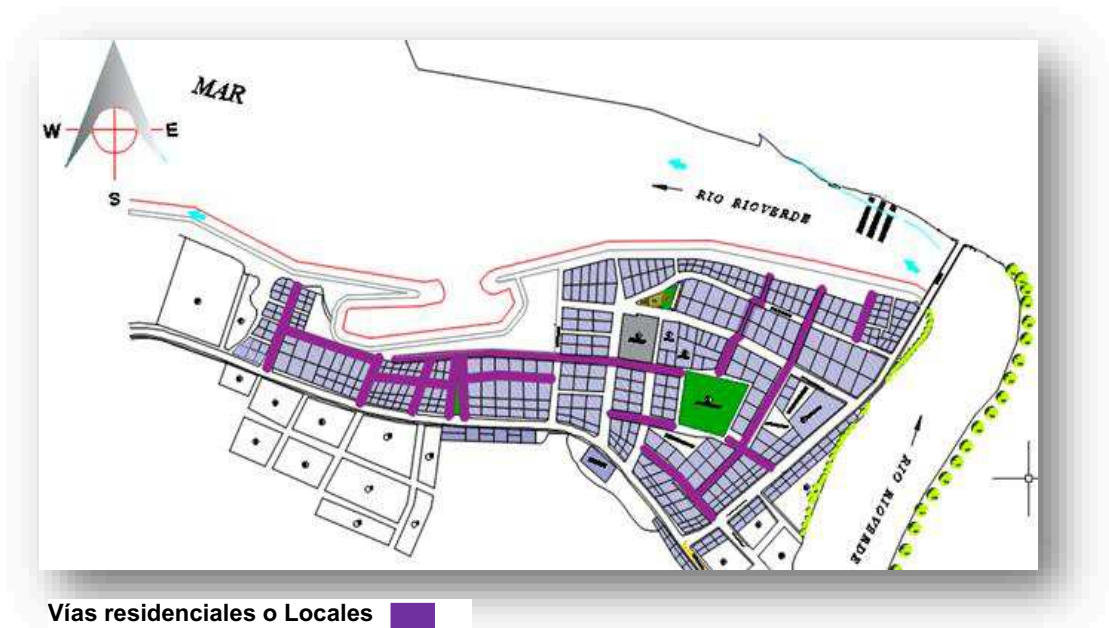 MAR
W
E
S
RIO RIOVERDE
RIO RIOVERDE
Vías residenciales o Locales